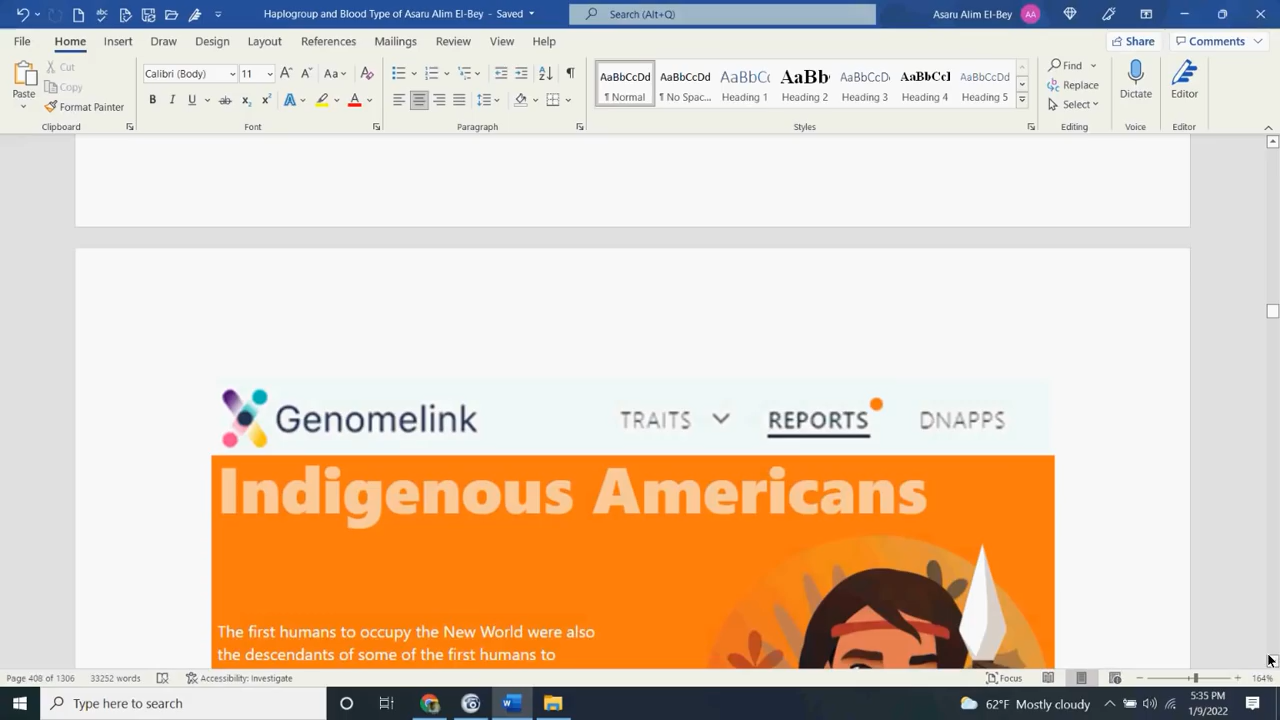 Haplogroup and Blood Type of Asaru Alim El-Bey - Saved
Search (Alt+Q)
Asaru Alim El-Bey
AA
File
Home
Insert
Draw
Design
Layout
References
Mailings
Review
View
Help
Share
Comments
Paste
Cut
Copy
Format Painter
Clipboard
Calibri (Body)
11
Font
Paragraph
AaBbCcDd
¶ Normal
AaBbCcDd
¶ No Spac...
AaBbCc
Heading 1
AaBb
Heading 2
AaBbCcDd
Heading 3
AaBbCcI
Heading 4
AaBbCcDd
Heading 5
Styles
Find
Replace
Select
Editing
Dictate
Voice
Editor
Editor
Genomelink
TRAITS
REPORTS
DNAPPS
Indigenous Americans
The first humans to occupy the New World were also
the descendants of some of the first humans to
Page 408 of 1306
33252 words
Accessibility: Investigate
Focus
164%
Type here to search
62°F Mostly cloudy
5:35 PM
1/9/2022